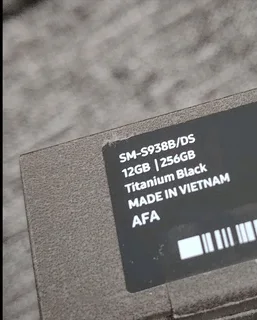 SM-S938B/DS
12GB | 256GB
Titanium Black
MADE IN VIETNAM
AFA